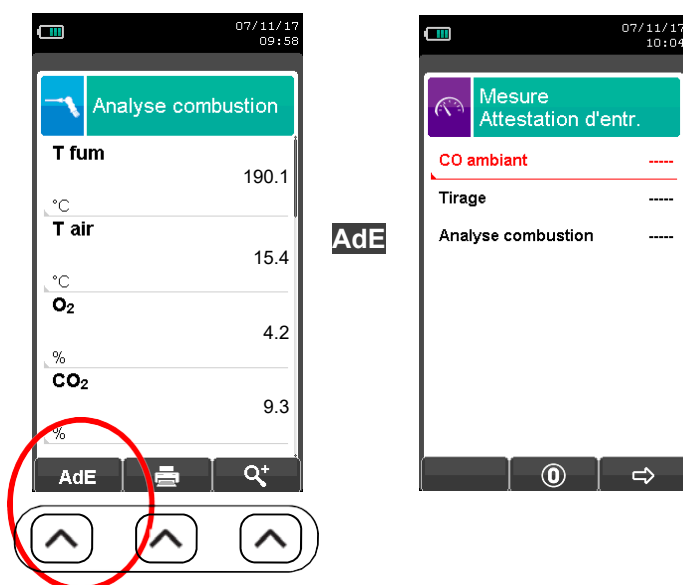 07/11/17
09:58
Analyse combustion
T fum
190.1
°C
T air
15.4
°C
O₂
4.2
%
CO₂
9.3
%
AdE
AdE
07/11/17
10:04
Mesure
Attestation d'entr.
CO ambiant -----
Tirage -----
Analyse combustion -----
0